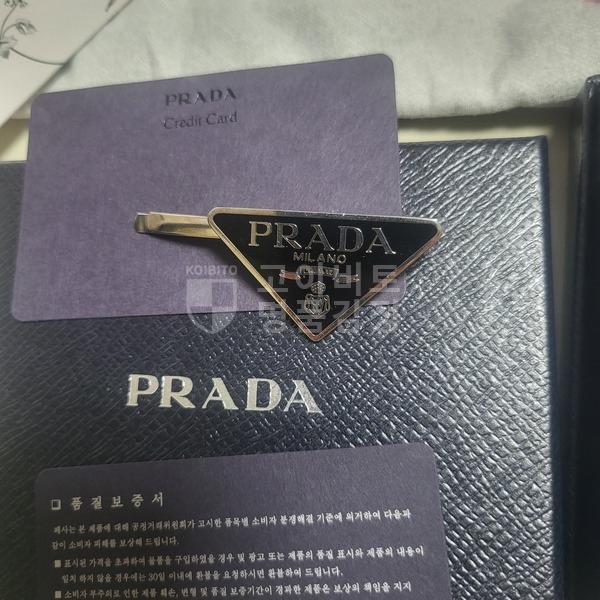 PRADA
Credit Card
PRADA
MILANO
KOIBITO
고이비토
명품감정
PRADA
❏ 품질보증서
폐사는 본 제품에 대해 공정거래위원회가 고시한 품목별 소비자 분쟁해결 기준에 의거하여 다음과
같이 소비자 피해를 보상해 드립니다.
■ 표시된 가격을 초과하여 물품을 구입하였을 경우 및 광고 또는 제품의 품질 표시와 제품의 내용이
일치 하지 않을 경우에는 30일 이내에 환불을 요청하시면 환불하여 드립니다.
■ 소비자 부주의로 인한 제품 훼손, 변형 및 품질 보증기간이 경과한 제품은 보상의 책임을 지지